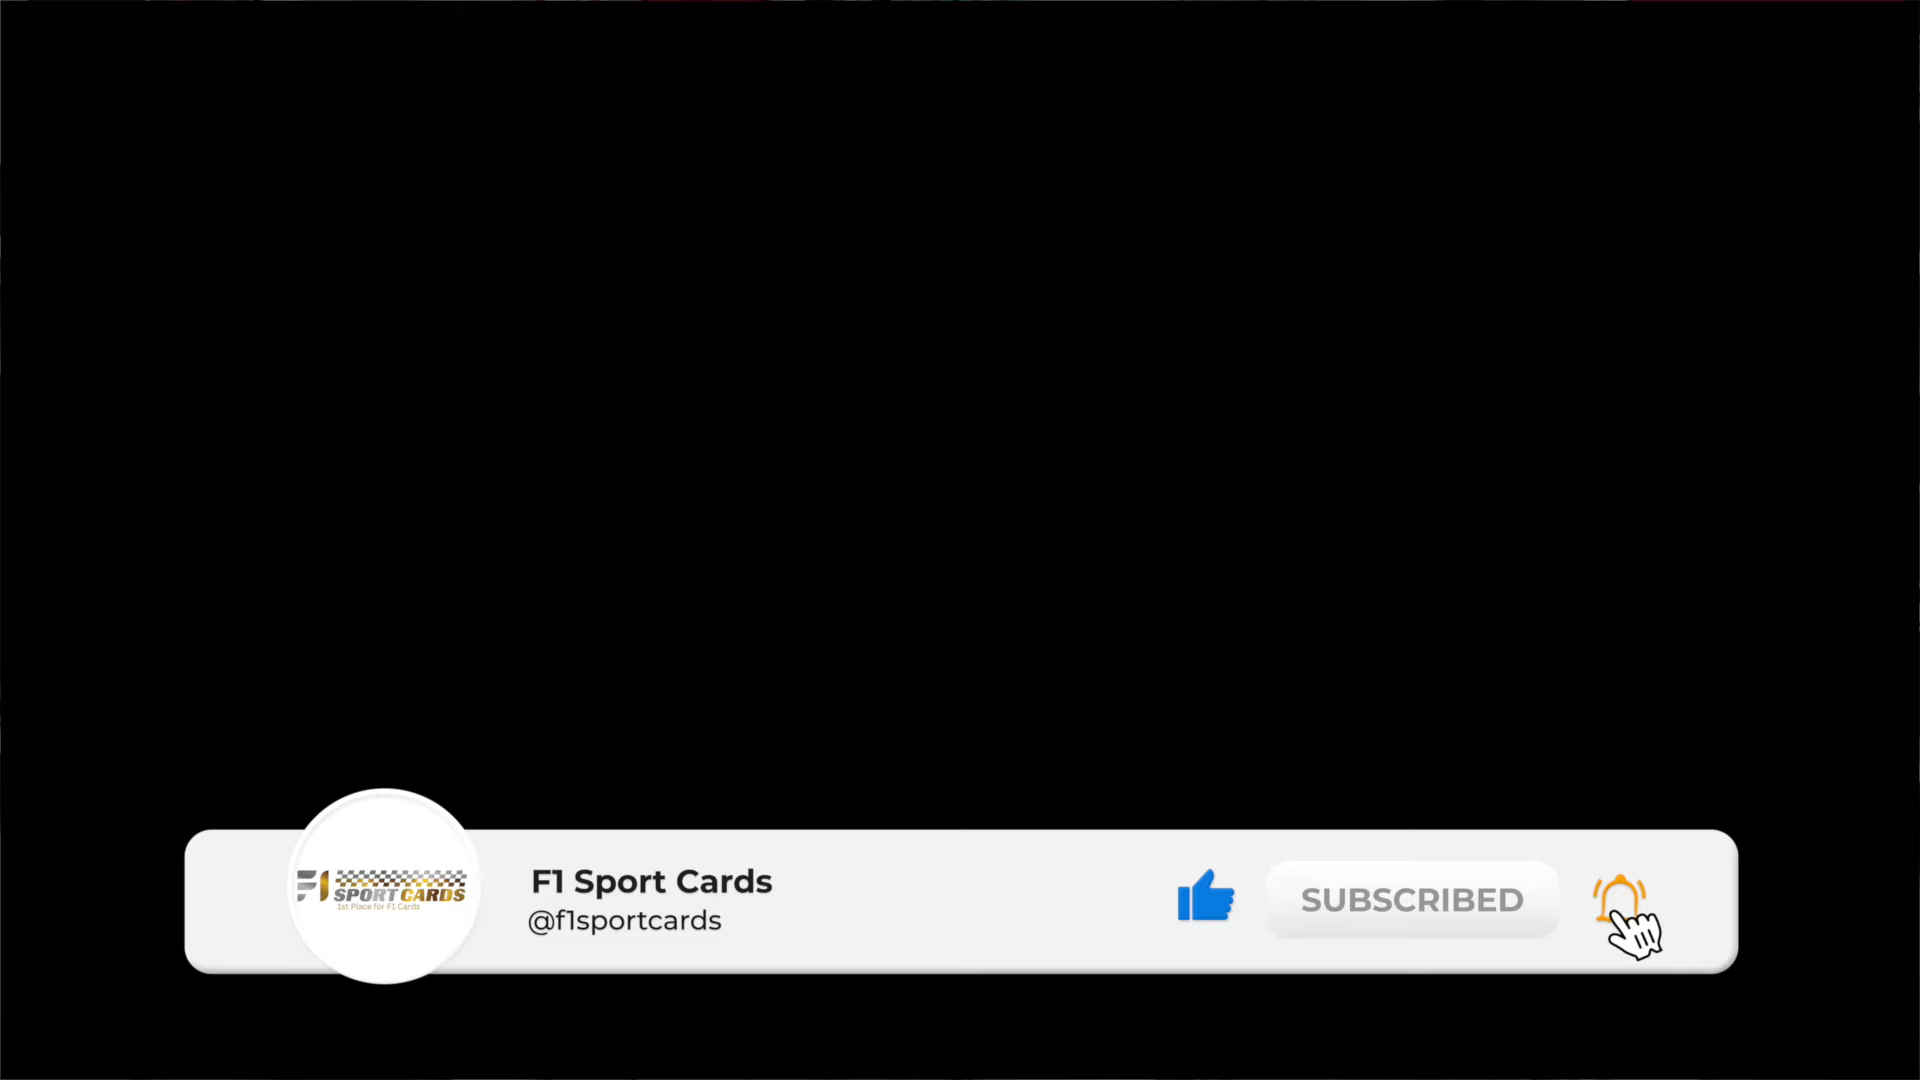 F1
SPORT CARDS
1st Place for F1 Cards
F1 Sport Cards
@f1sportcards
SUBSCRIBED